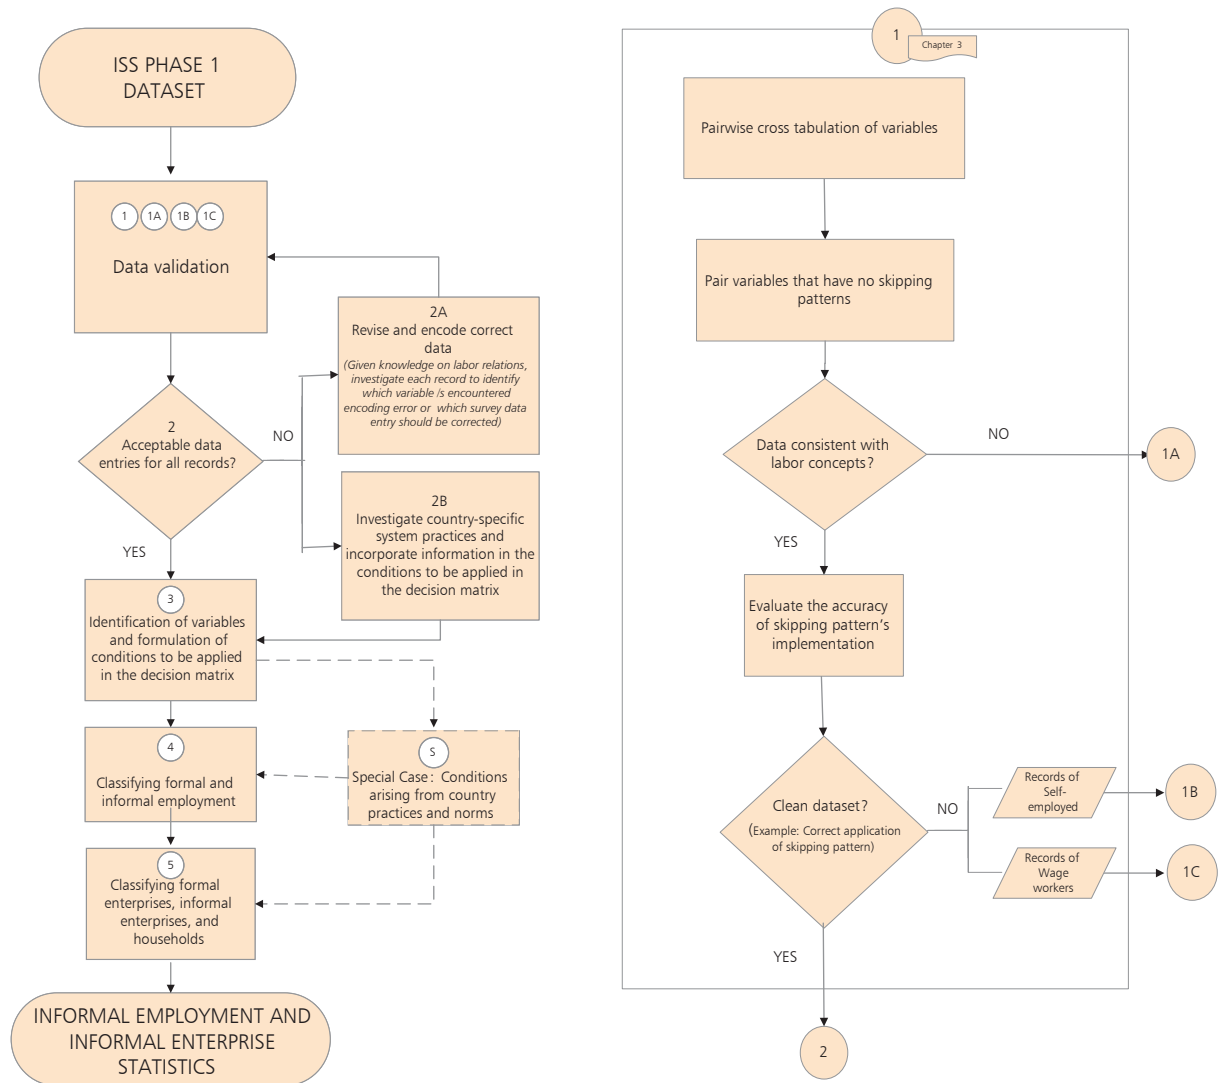 ISS PHASE 1
DATASET
1 1A 1B 1C
Data validation
2A
Revise and encode correct
data
(Given knowledge on labor relations,
investigate each record to identify
which variable /s encountered
encoding error or which survey data
entry should be corrected)
2
Acceptable data
entries for all records?
NO
2B
Investigate country-specific
system practices and
incorporate information in the
conditions to be applied in
the decision matrix
YES
3
Identification of variables
and formulation of
conditions to be applied
in the decision matrix
4
Classifying formal and
informal employment
S
Special Case: Conditions
arising from country
practices and norms
5
Classifying formal
enterprises, informal
enterprises, and
households
INFORMAL EMPLOYMENT AND
INFORMAL ENTERPRISE
STATISTICS
1
Chapter 3
Pairwise cross tabulation of variables
Pair variables that have no skipping
patterns
Data consistent with
labor concepts?
NO
1A
YES
Evaluate the accuracy
of skipping pattern's
implementation
Clean dataset?
(Example: Correct application
of skipping pattern)
NO
Records of
Self-
employed
1B
Records of
Wage
workers
1C
YES
2